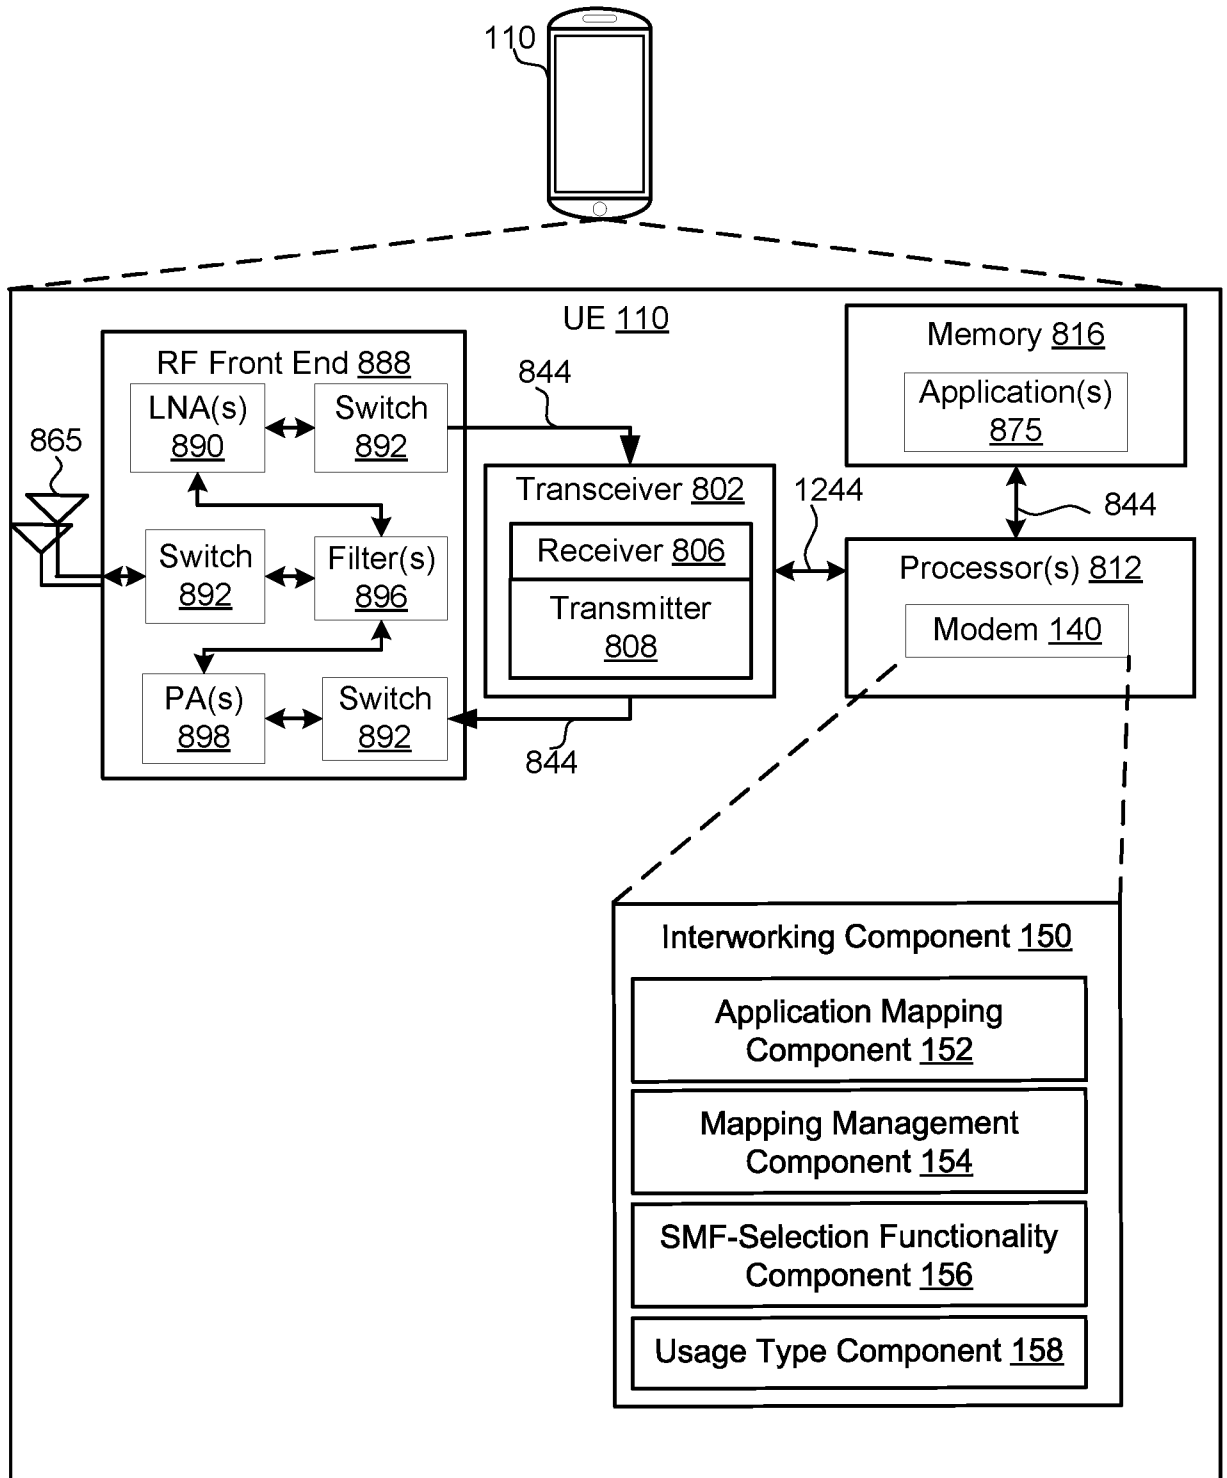 110
UE 110
RF Front End 888
LNA(s)
890
Switch
892
844
865
Switch
892
Filter(s)
896
PA(s)
898
Switch
892
844
Transceiver 802
Receiver 806
Transmitter
808
1244
Memory 816
Application(s)
875
844
Processor(s) 812
Modem 140
Interworking Component 150
Application Mapping
Component 152
Mapping Management
Component 154
SMF-Selection Functionality
Component 156
Usage Type Component 158